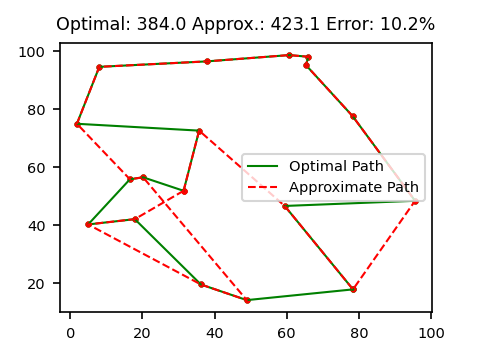 Optimal: 384.0 Approx.: 423.1 Error: 10.2%
100
80
60
40
20
Optimal Path
Approximate Path
0 20 40 60 80 100